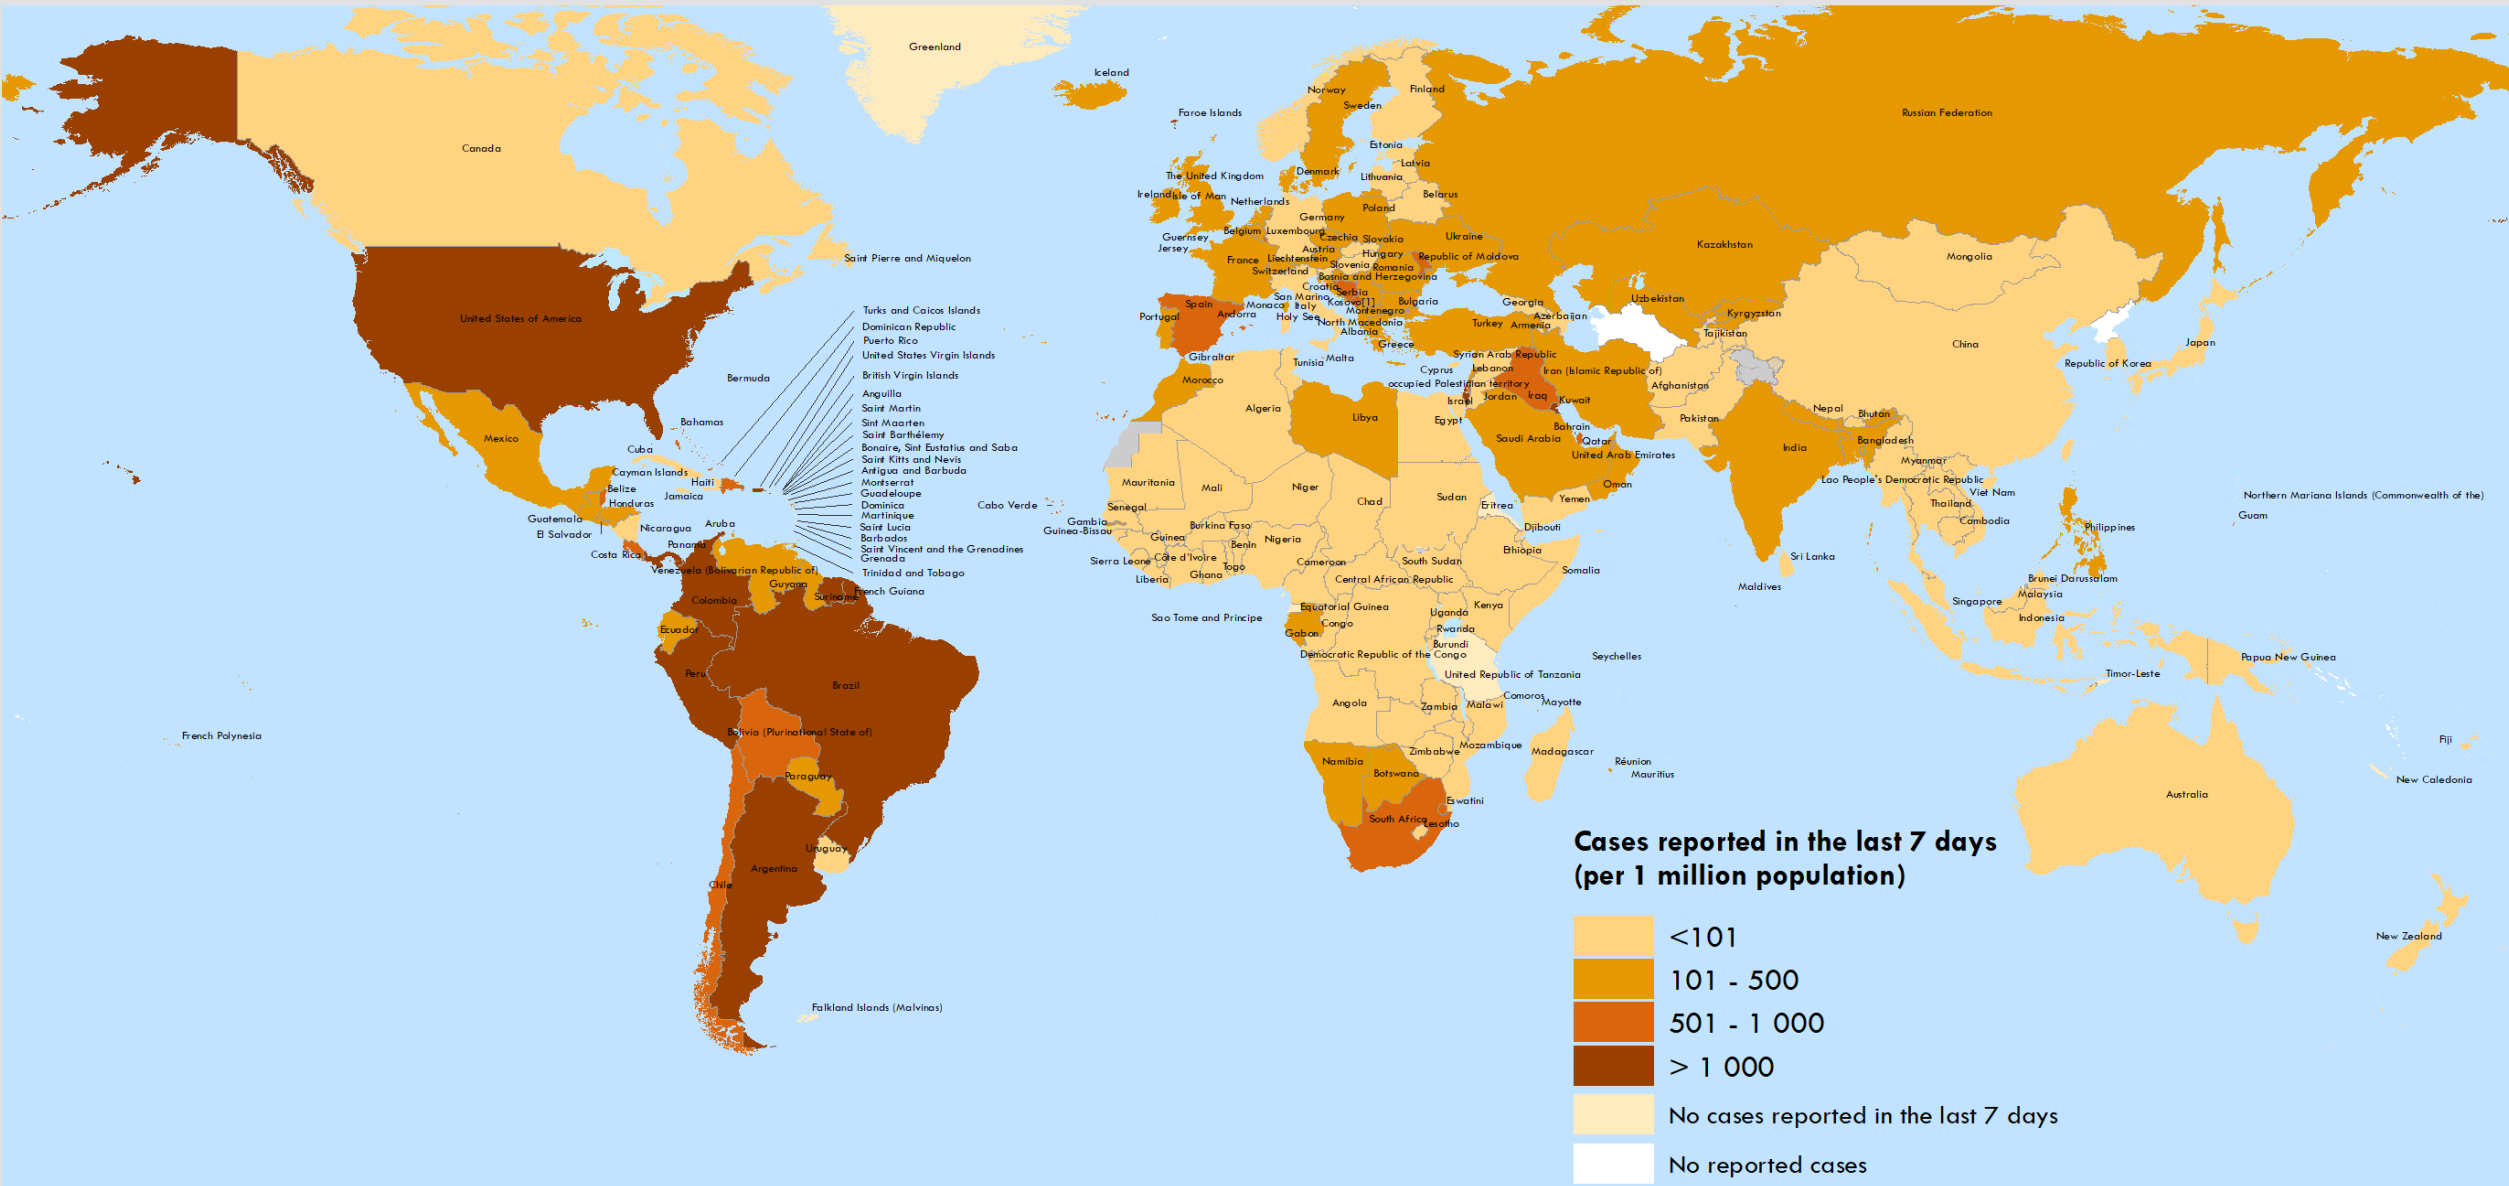 Greenland
Iceland
Faroe Islands
Norway
Sweden
Finland
Russian Federation
Canada
Estonia
Latvia
Lithuania
Denmark
The United Kingdom
Ireland
Isle of Man
Netherlands
Belarus
Poland
Germany
Guernsey
Jersey
Belgium
Luxembourg
Czechia
Slovakia
Ukraine
Kazakhstan
Mongolia
Saint Pierre and Miquelon
France
Austria
Liechtenstein
Switzerland
Hungary
Slovenia
Romania
Republic of Moldova
Bosnia and Herzegovina
Croatia
Serbia
San Marino
Monaco
Italy
Kosovo[1]
Bulgaria
Montenegro
Spain
Andorra
Portugal
Holy See
North Macedonia
Albania
Greece
Georgia
Azerbaijan
Turkey
Armenia
Uzbekistan
Kyrgyzstan
Tajikistan
China
Japan
Republic of Korea
United States of America
Turks and Caicos Islands
Dominican Republic
Puerto Rico
United States Virgin Islands
British Virgin Islands
Anguilla
Saint Martin
Sint Maarten
Saint Barthélemy
Bonaire, Sint Eustatius and Saba
Saint Kitts and Nevis
Antigua and Barbuda
Montserrat
Guadeloupe
Dominica
Martinique
Saint Lucia
Barbados
Saint Vincent and the Grenadines
Grenada
Trinidad and Tobago
Bermuda
Bahamas
Mexico
Cuba
Cayman Islands
Haiti
Jamaica
Belize
Honduras
Guatemala
El Salvador
Nicaragua
Aruba
Costa Rica
Panama
Venezuela (Bolivarian Republic of)
Guyana
Suriname
French Guiana
Colombia
Ecuador
Peru
Brazil
Bolivia (Plurinational State of)
Paraguay
Uruguay
Argentina
Chile
Falkland Islands (Malvinas)
French Polynesia
Gibraltar
Tunisia
Malta
Cyprus
Syrian Arab Republic
Lebanon
occupied Palestinian territory
Israel
Jordan
Iraq
Iran (Islamic Republic of)
Kuwait
Afghanistan
Pakistan
Morocco
Algeria
Libya
Egypt
Saudi Arabia
Bahrain
Qatar
United Arab Emirates
Oman
Yemen
Nepal
Bhutan
India
Bangladesh
Myanmar
Lao People's Democratic Republic
Viet Nam
Thailand
Cambodia
Philippines
Northern Mariana Islands (Commonwealth of the)
Guam
Cabo Verde
Mauritania
Mali
Niger
Chad
Sudan
Eritrea
Djibouti
Senegal
Gambia
Guinea-Bissau
Guinea
Burkina Faso
Benin
Nigeria
Sierra Leone
Côte d'Ivoire
Liberia
Ghana
Togo
Cameroon
Central African Republic
South Sudan
Ethiopia
Somalia
Sri Lanka
Maldives
Brunei Darussalam
Malaysia
Singapore
Indonesia
Sao Tome and Principe
Equatorial Guinea
Gabon
Congo
Uganda
Kenya
Rwanda
Burundi
Democratic Republic of the Congo
United Republic of Tanzania
Seychelles
Comoros
Mayotte
Angola
Zambia
Malawi
Mozambique
Zimbabwe
Madagascar
Namibia
Botswana
Réunion
Mauritius
Eswatini
South Africa
Lesotho
Papua New Guinea
Timor-Leste
Fiji
New Caledonia
Australia
New Zealand
Cases reported in the last 7 days
(per 1 million population)
<101
101 - 500
501 - 1 000
> 1 000
No cases reported in the last 7 days
No reported cases